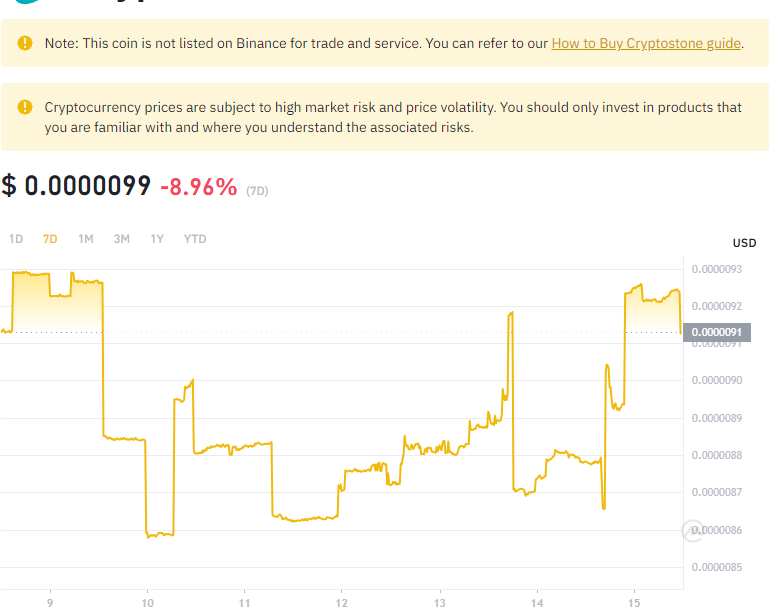 Note: This coin is not listed on Binance for trade and service. You can refer to our How to Buy Cryptostone guide.
Cryptocurrency prices are subject to high market risk and price volatility. You should only invest in products that
you are familiar with and where you understand the associated risks.
$ 0.0000099 -8.96% (7D)
1D 7D 1M 3M 1Y YTD
USD
0.0000093
0.0000092
0.0000091
0.0000091
0.0000090
0.0000089
0.0000088
0.0000087
0.0000086
0.0000085
9 10 11 12 13 14 15